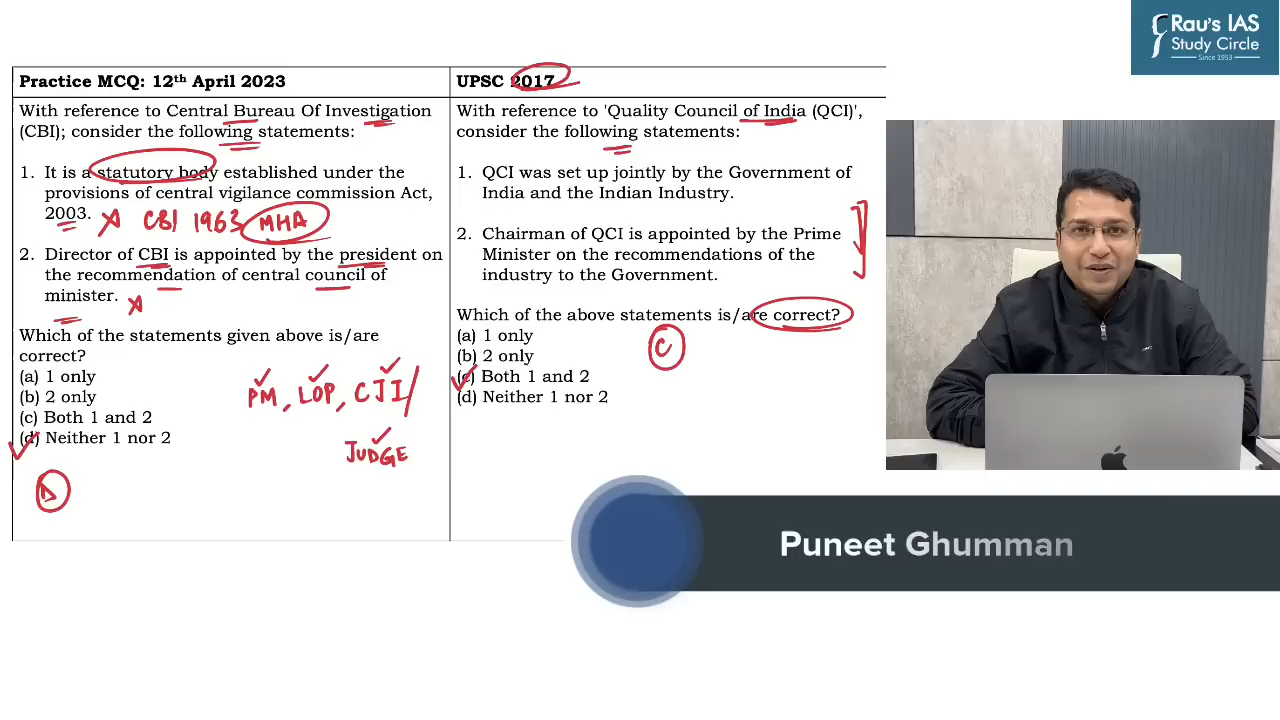 Rau's IAS
Study Circle
Since 1953
Practice MCQ: 12th April 2023
With reference to Central Bureau Of Investigation
(CBI); consider the following statements:
1. It is a statutory body established under the
provisions of central vigilance commission Act,
2003. CBI 1963 MHA
2. Director of CBI is appointed by the president on
the recommendation of central council of
minister.
Which of the statements given above is/are
correct?
(a) 1 only
(b) 2 only
(c) Both 1 and 2
(d) Neither 1 nor 2
PM, LOP, CJI/
JUDGE
D
UPSC 2017
With reference to 'Quality Council of India (QCI)',
consider the following statements:
1. QCI was set up jointly by the Government of
India and the Indian Industry.
2. Chairman of QCI is appointed by the Prime
Minister on the recommendations of the
industry to the Government.
Which of the above statements is/are correct?
(a) 1 only
(b) 2 only
(c) Both 1 and 2
(d) Neither 1 nor 2
C
Puneet Ghumman